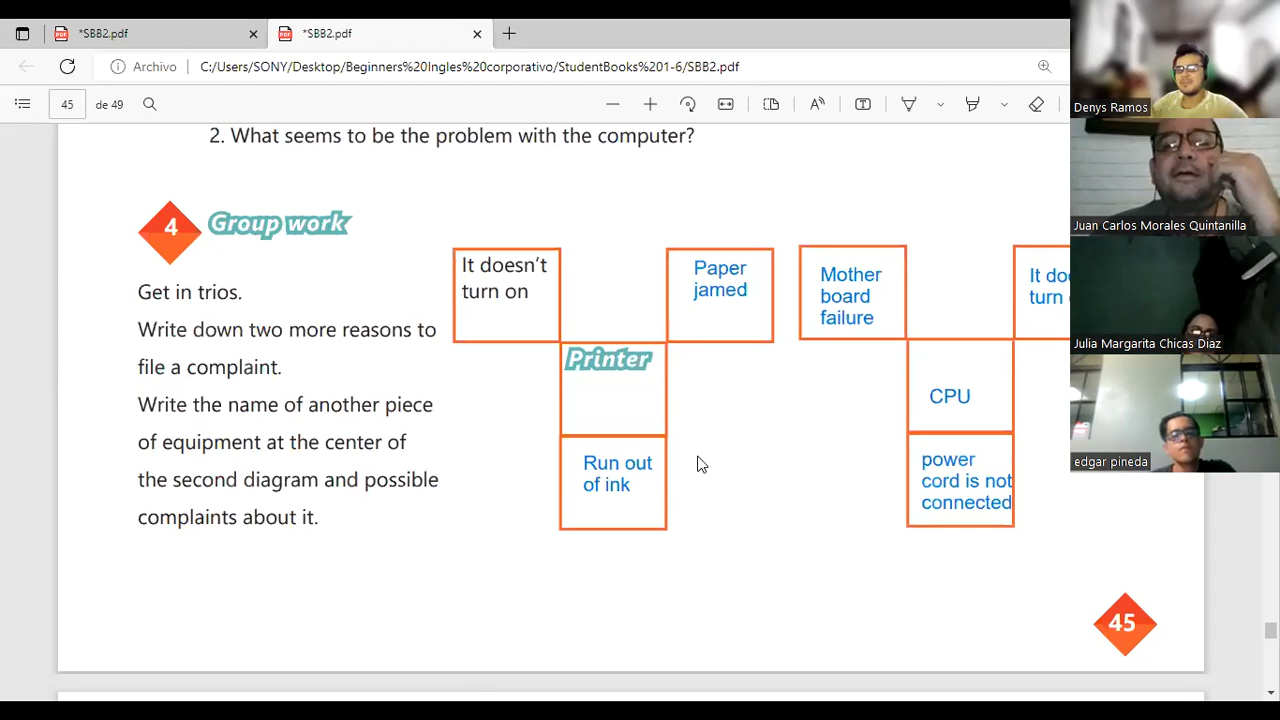 *SBB2.pdf
*SBB2.pdf
Archivo
C:/Users/SONY/Desktop/Beginners%20Ingles%20corporativo/StudentBooks%201-6/SBB2.pdf
45
de 49
2. What seems to be the problem with the computer?
4
Group work
Get in trios.
Write down two more reasons to
file a complaint.
Write the name of another piece
of equipment at the center of
the second diagram and possible
complaints about it.
It doesn't
turn on
Paper
jamed
Printer
Run out
of ink
Mother
board
failure
It do
turn
CPU
power
cord is not
connected
45
Denys Ramos
Juan Carlos Morales Quintanilla
Julia Margarita Chicas Diaz
edgar pineda